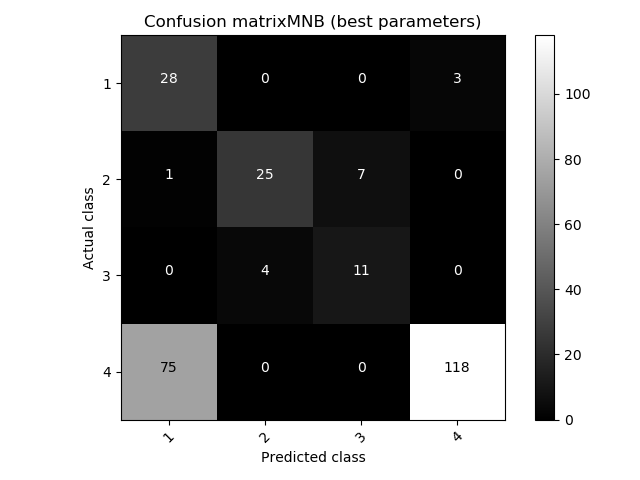 Confusion matrixMNB (best parameters)
1 28 0 0 3
2 1 25 7 0
3 0 4 11 0
4 75 0 0 118
1 2 3 4
Predicted class
Actual class
100
80
60
40
20
0